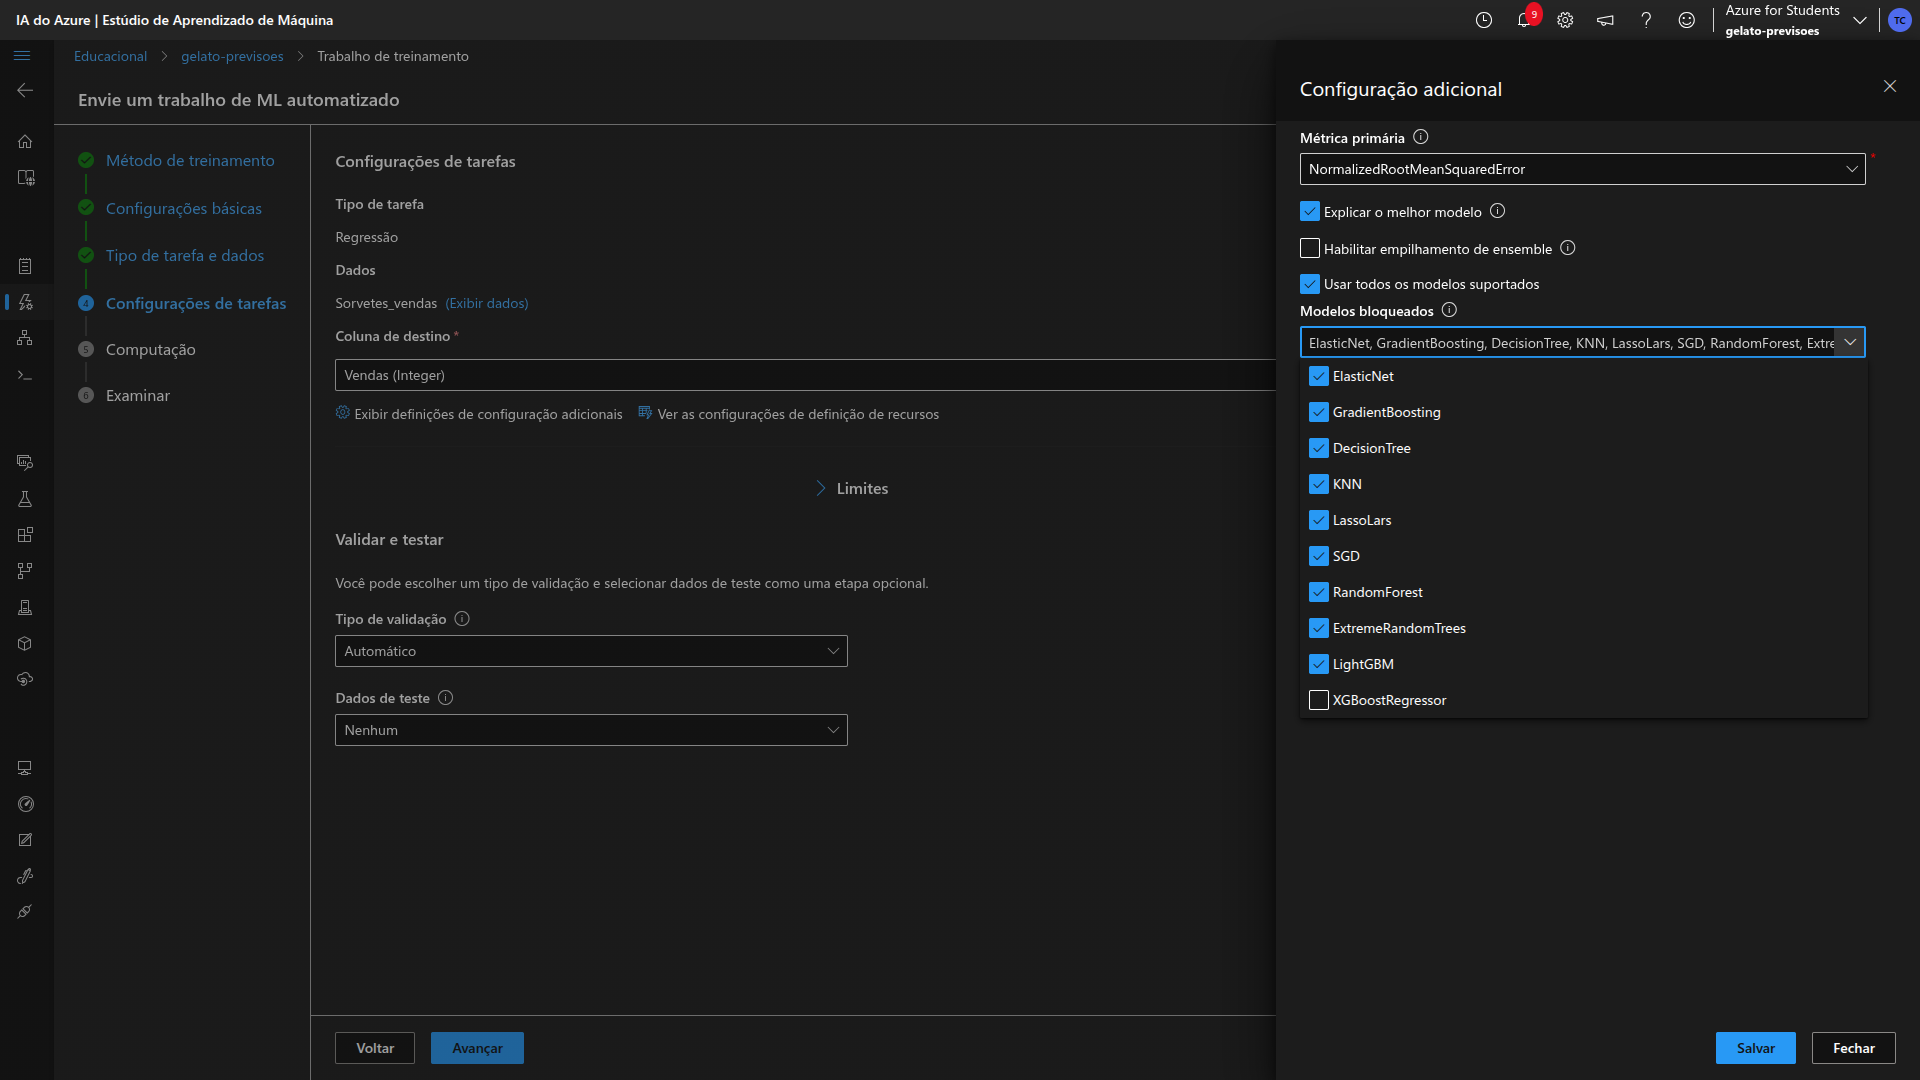 IA do Azure | Estúdio de Aprendizado de Máquina
9
Azure for Students
gelato-previsoes
TC
Educacional > gelato-previsoes > Trabalho de treinamento
Envie um trabalho de ML automatizado
Método de treinamento
Configurações básicas
Tipo de tarefa e dados
4 Configurações de tarefas
5 Computação
6 Examinar
Configurações de tarefas
Tipo de tarefa
Regressão
Dados
Sorvetes_vendas (Exibir dados)
Coluna de destino *
Vendas (Integer)
Exibir definições de configuração adicionais Ver as configurações de definição de recursos
Limites
Validar e testar
Você pode escolher um tipo de validação e selecionar dados de teste como uma etapa opcional.
Tipo de validação
Automático
Dados de teste
Nenhum
Voltar Avançar
Configuração adicional
Métrica primária
NormalizedRootMeanSquaredError *
Explicar o melhor modelo
Habilitar empilhamento de ensemble
Usar todos os modelos suportados
Modelos bloqueados
ElasticNet, GradientBoosting, DecisionTree, KNN, LassoLars, SGD, RandomForest, Extre
ElasticNet
GradientBoosting
DecisionTree
KNN
LassoLars
SGD
RandomForest
ExtremeRandomTrees
LightGBM
XGBoostRegressor
Salvar Fechar